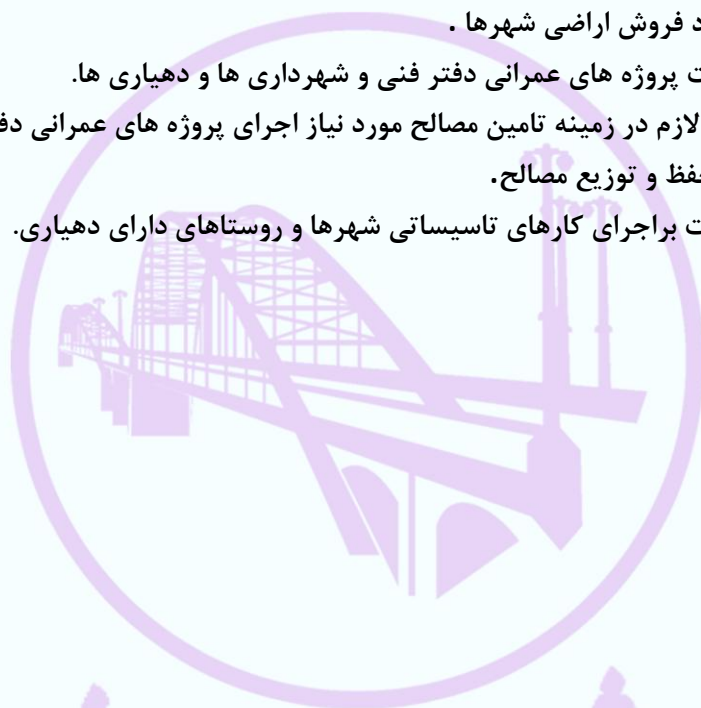 د فروش اراضی شهرها .
ت پروژه های عمرانی دفتر فنی و شهرداری ها و دهیاری ها.
لازم در زمینه تامین مصالح مورد نیاز اجرای پروژه های عمرانی دف
حفظ و توزیع مصالح.
ت براجرای کارهای تاسیساتی شهرها و روستاهای دارای دهیاری.